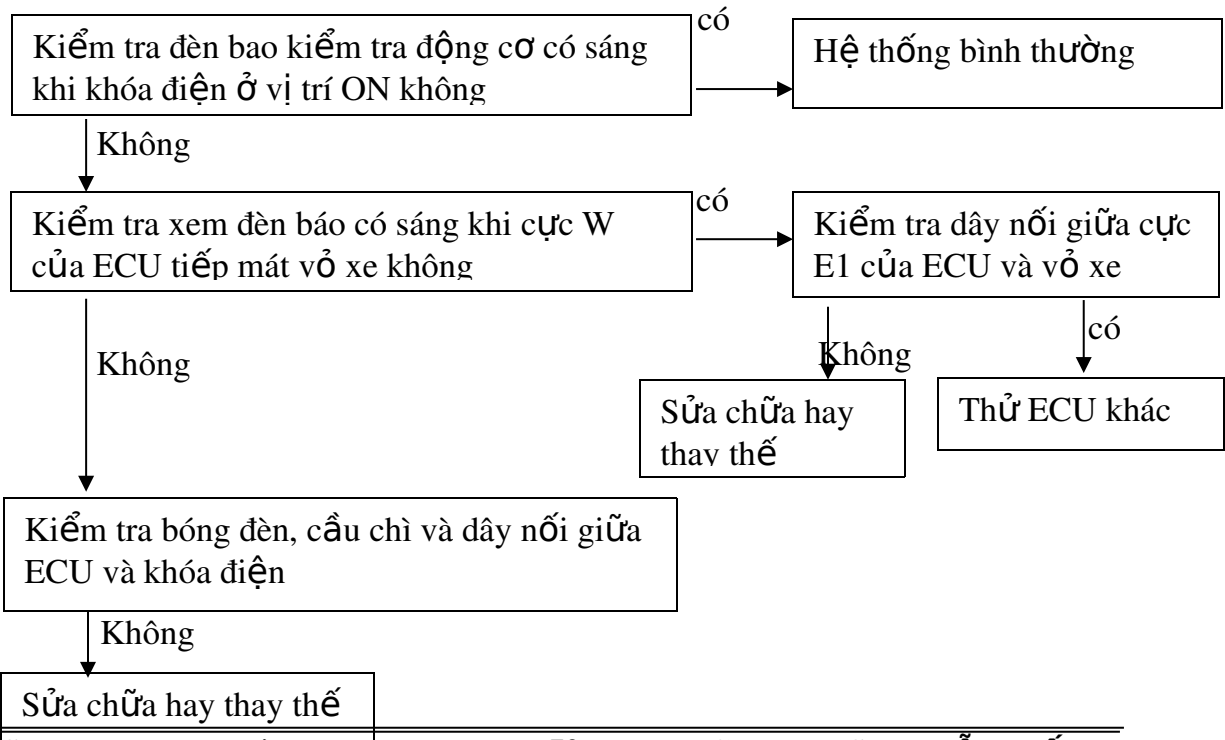 Kiểm tra đèn bao kiểm tra động cơ có sáng
khi khóa điện ở vị trí ON không
có
Hệ thống bình thường
Không
Kiểm tra xem đèn báo có sáng khi cực W
của ECU tiếp mát vỏ xe không
có
Kiểm tra dây nối giữa cực
E1 của ECU và vỏ xe
Không
Không
có
Sửa chữa hay
thay thế
Thử ECU khác
Kiểm tra bóng đèn, cầu chì và dây nối giữa
ECU và khóa điện
Không
Sửa chữa hay thay thế